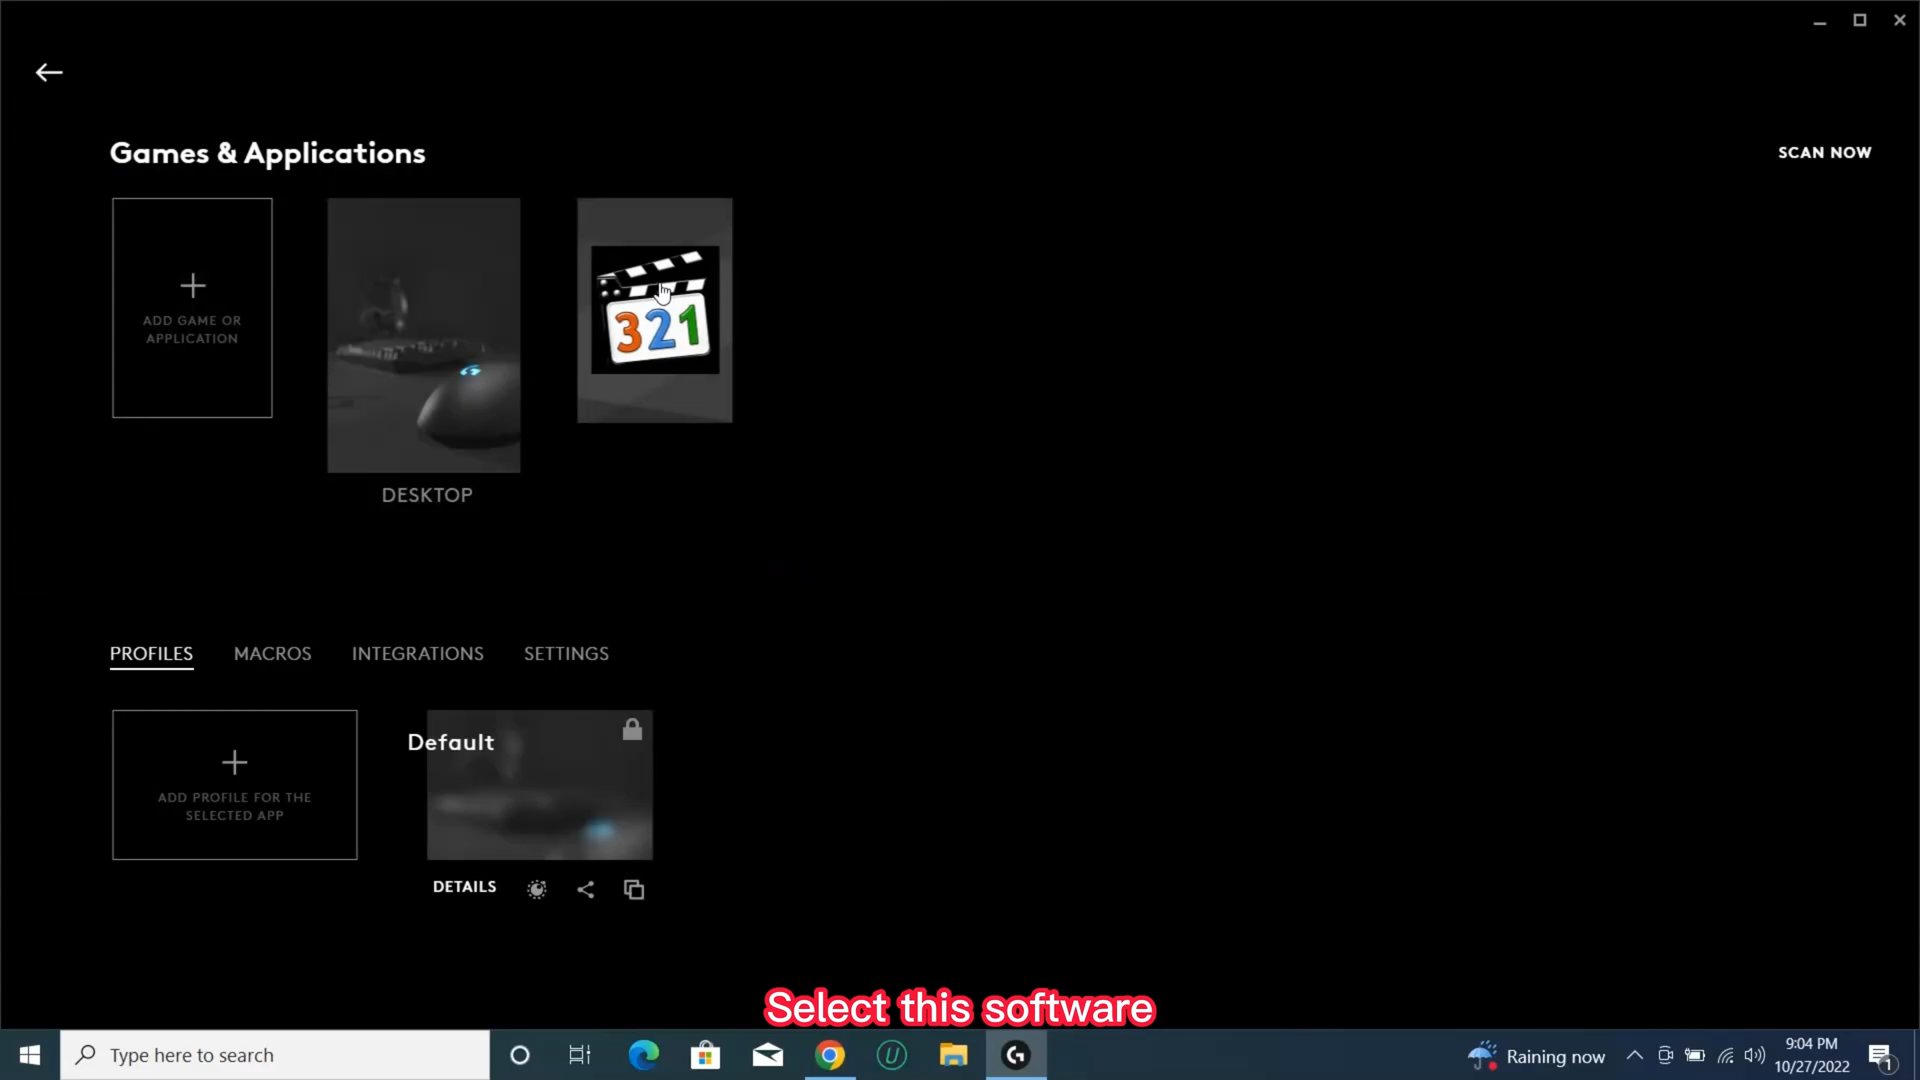 Games & Applications
SCAN NOW
ADD GAME OR
APPLICATION
321
DESKTOP
PROFILES
MACROS
INTEGRATIONS
SETTINGS
ADD PROFILE FOR THE
SELECTED APP
Default
DETAILS
Select this software
Type here to search
Raining now
9:04 PM
10/27/2022
1